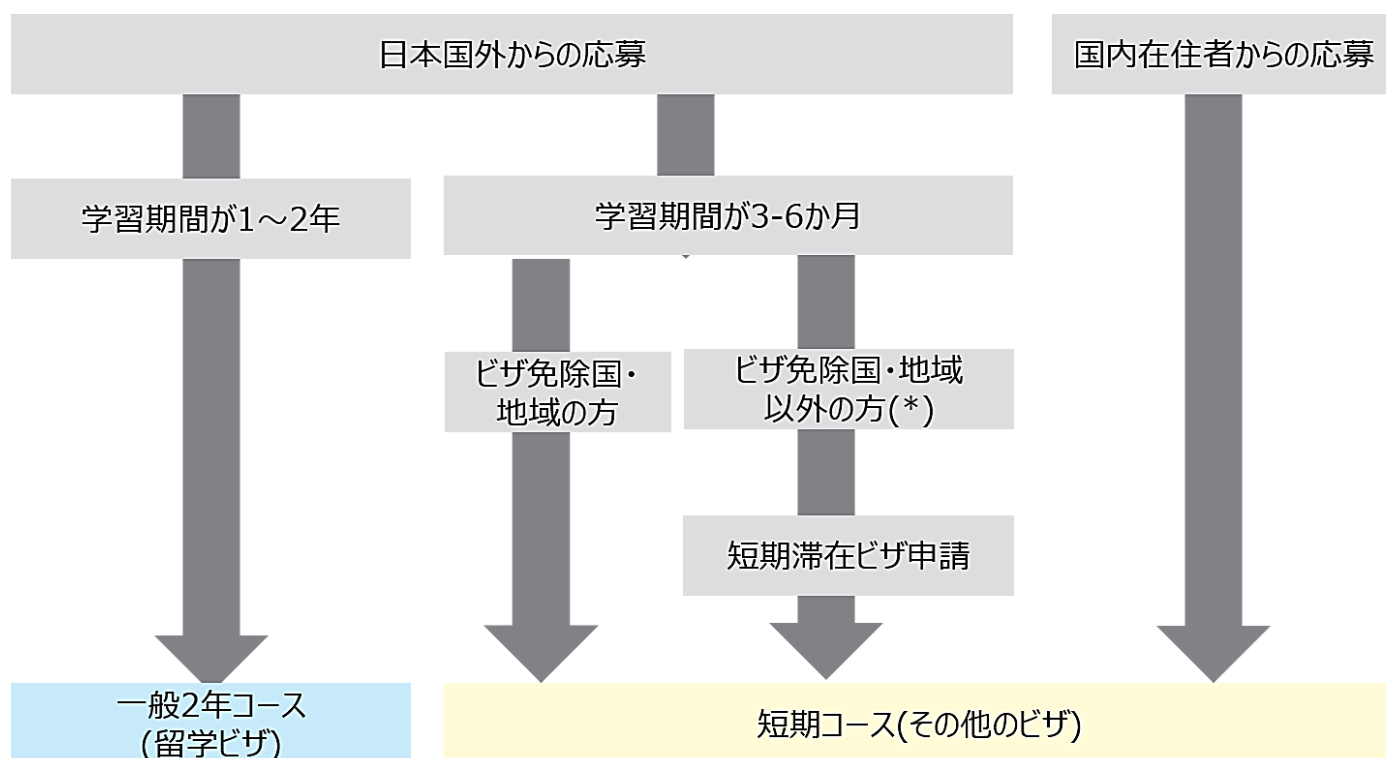 日本国外からの応募
国内在住者からの応募
学習期間が1～2年
学習期間が3-6か月
ビザ免除国・
地域の方
ビザ免除国・地域
以外の方(*)
短期滞在ビザ申請
一般2年コース
(留学ビザ)
短期コース(その他のビザ)